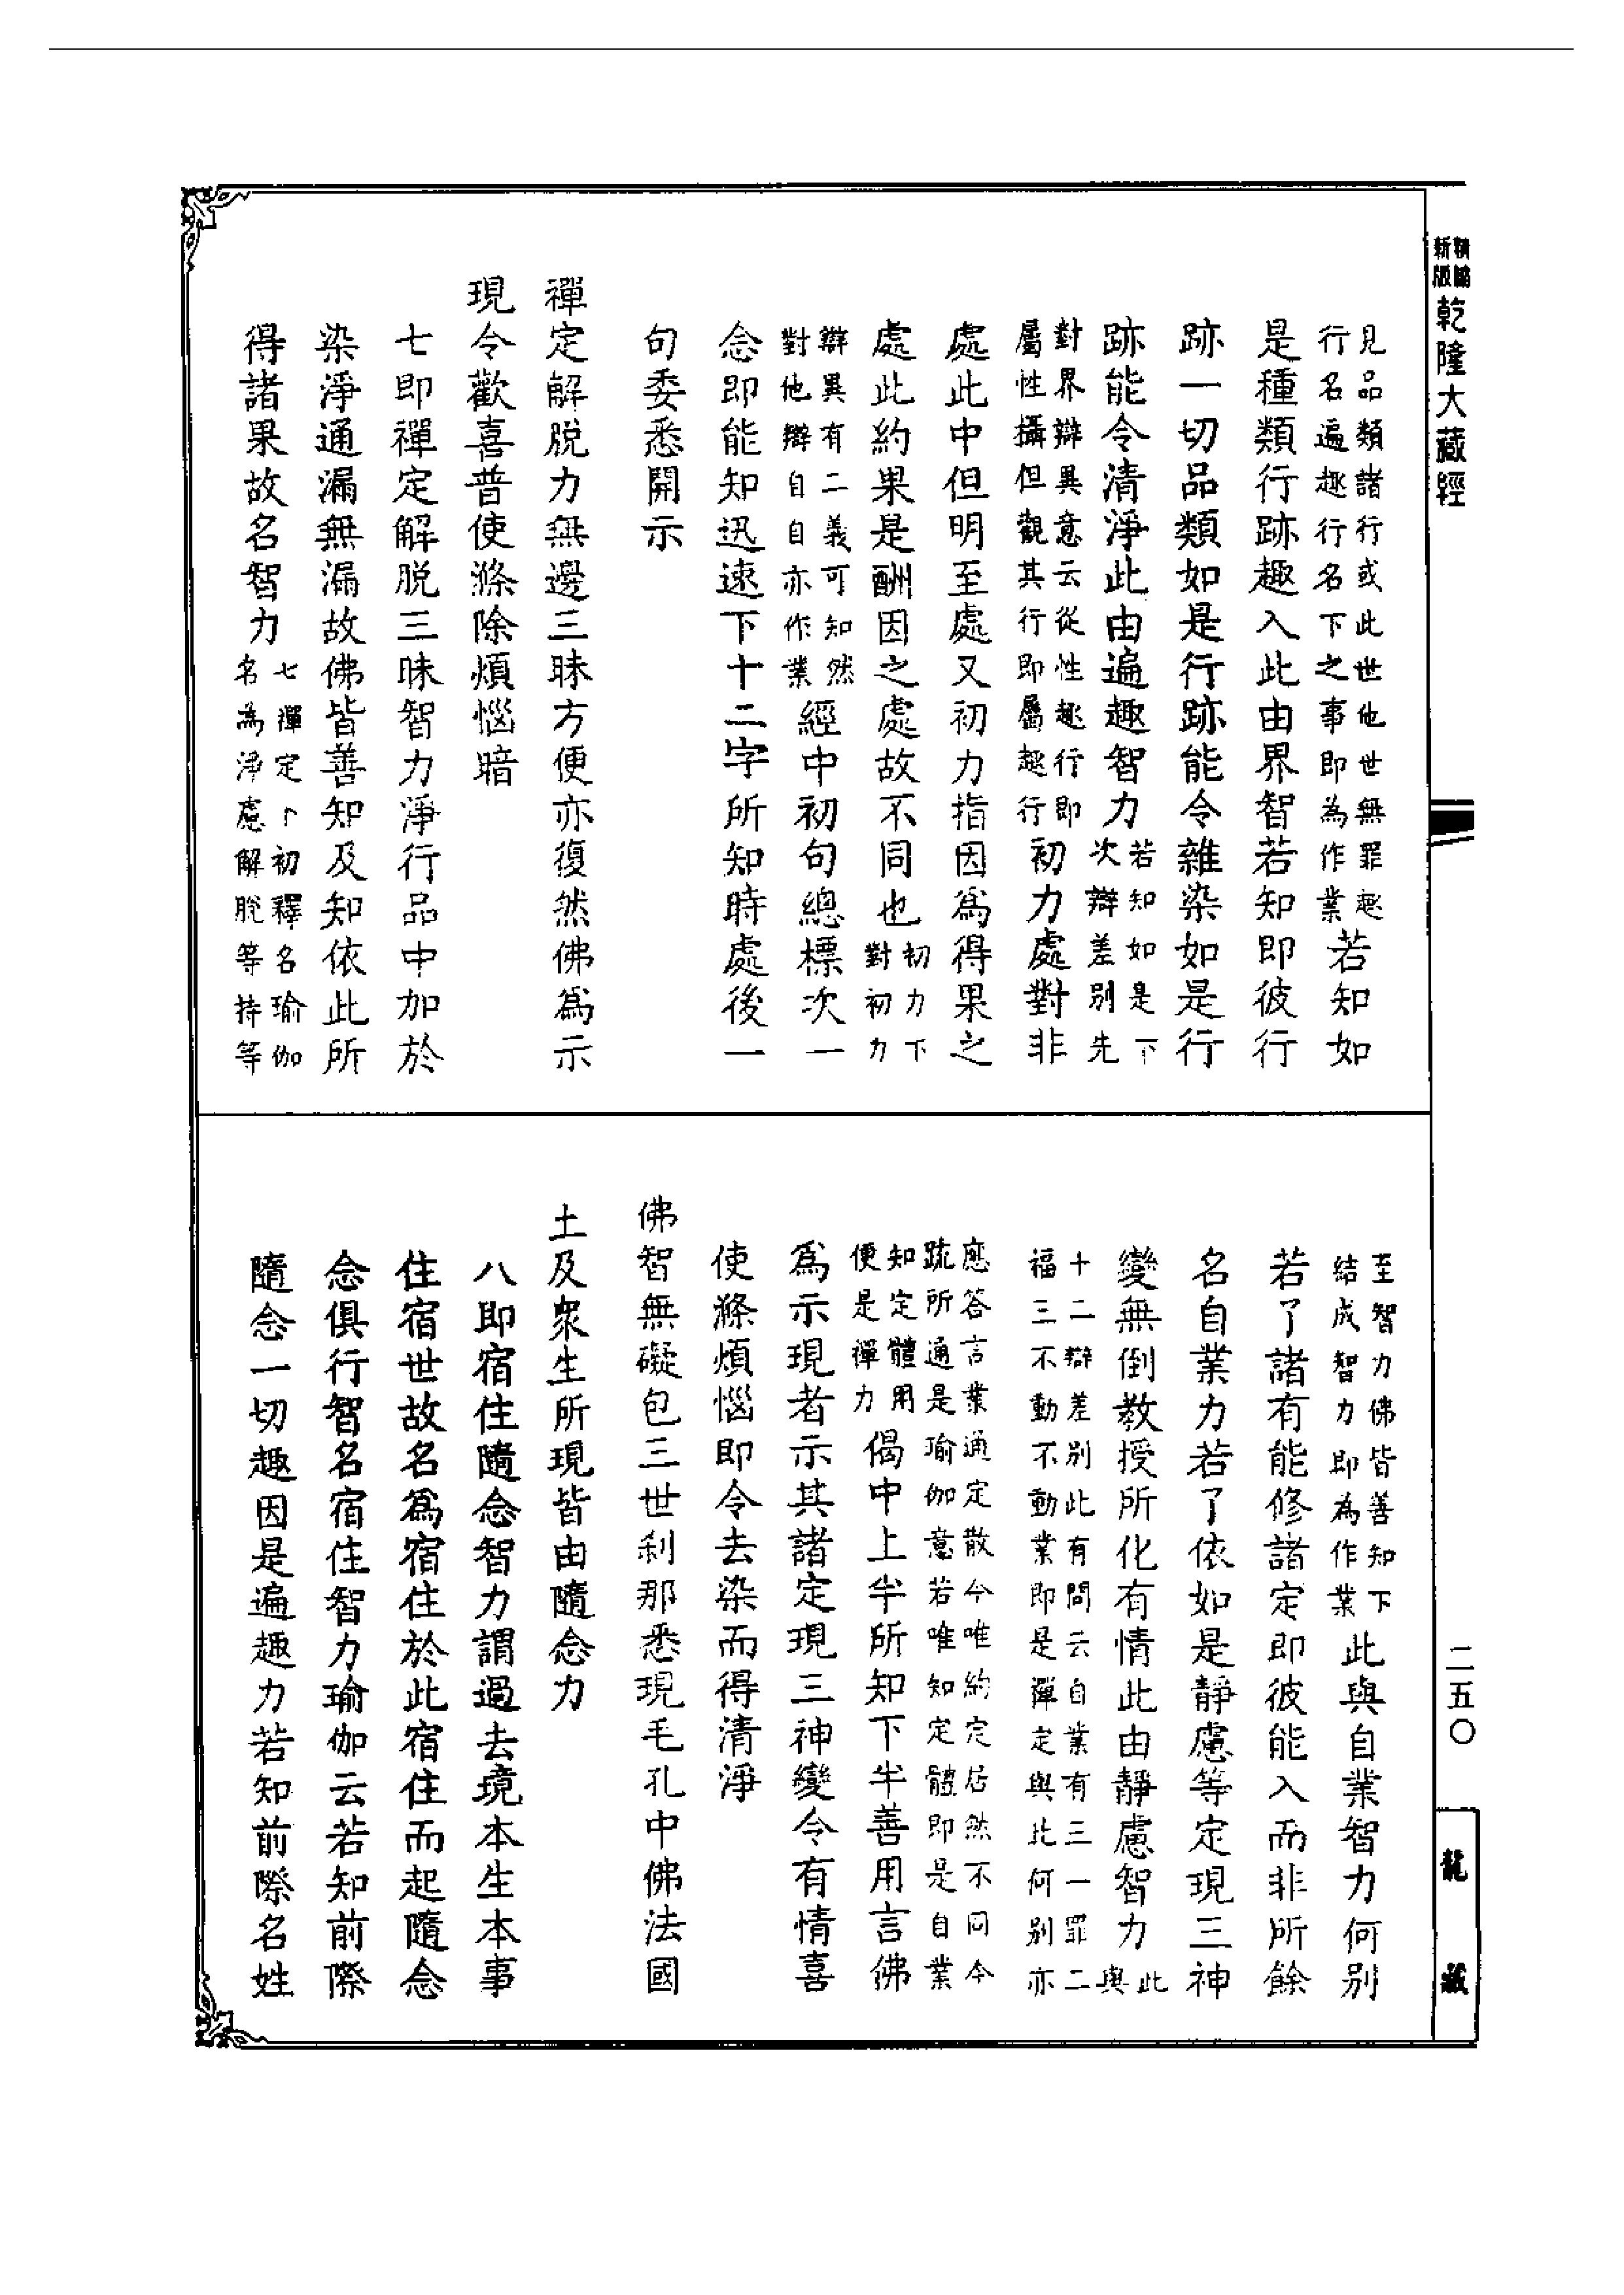 精編
新版
乾隆大藏經
見品類諸行或此世他世無罪趣
行名遍趣行名下之事即為作業
若知如
是種類行跡趣入此由界智若知即彼行
跡一切品類如是行跡能令雜染如是行
跡能令清淨此由遍趣智力
若知如是下
次辯差別先
對界辯異意云從性趣行即
屬性攝但觀其行即屬趣行
初力處對非
處此中但明至處又初力指因為得果之
處此約果是酬因之處故不同也
初力下
對初力
辯異有二義可知然
對他辯自自亦作業
經中初句總標次一
念即能知迅速下十二字所知時處後一
句委悉開示
禪定解脫力無邊三昧方便亦復然佛為示
現令歡喜普使滌除煩惱暗
七即禪定解脫三昧智力淨行品中加於
染淨通漏無漏故佛皆善知及知依此所
得諸果故名智力
七禪定下初釋名瑜伽
名為淨慮解脫等持等
至智力佛皆善知下
結成智力即為作業
此與自業智力何別
若了諸有能修諸定即彼能入而非所餘
名自業力若了依如是靜慮等定現三神
變無倒教授所化有情此由靜慮智力
此
與
十二辯差別此有問云自業有三一罪二
福三不動不動業即是禪定與此何別亦
應答言業通定散今唯約定居然不同今
疏所通是瑜伽意若唯知定體即是自業
知定體用
便是禪力
偈中上半所知下半善用言佛
為示現者示其諸定現三神變令有情喜
使滌煩惱即令去染而得清淨
佛智無礙包三世剎那悉現毛孔中佛法國
土及眾生所現皆由隨念力
八即宿住隨念智力謂過去境本生本事
住宿世故名為宿住於此宿住而起隨念
念俱行智名宿住智力瑜伽云若知前際
隨念一切趣因是遍趣力若知前際名姓
二五〇
龍藏